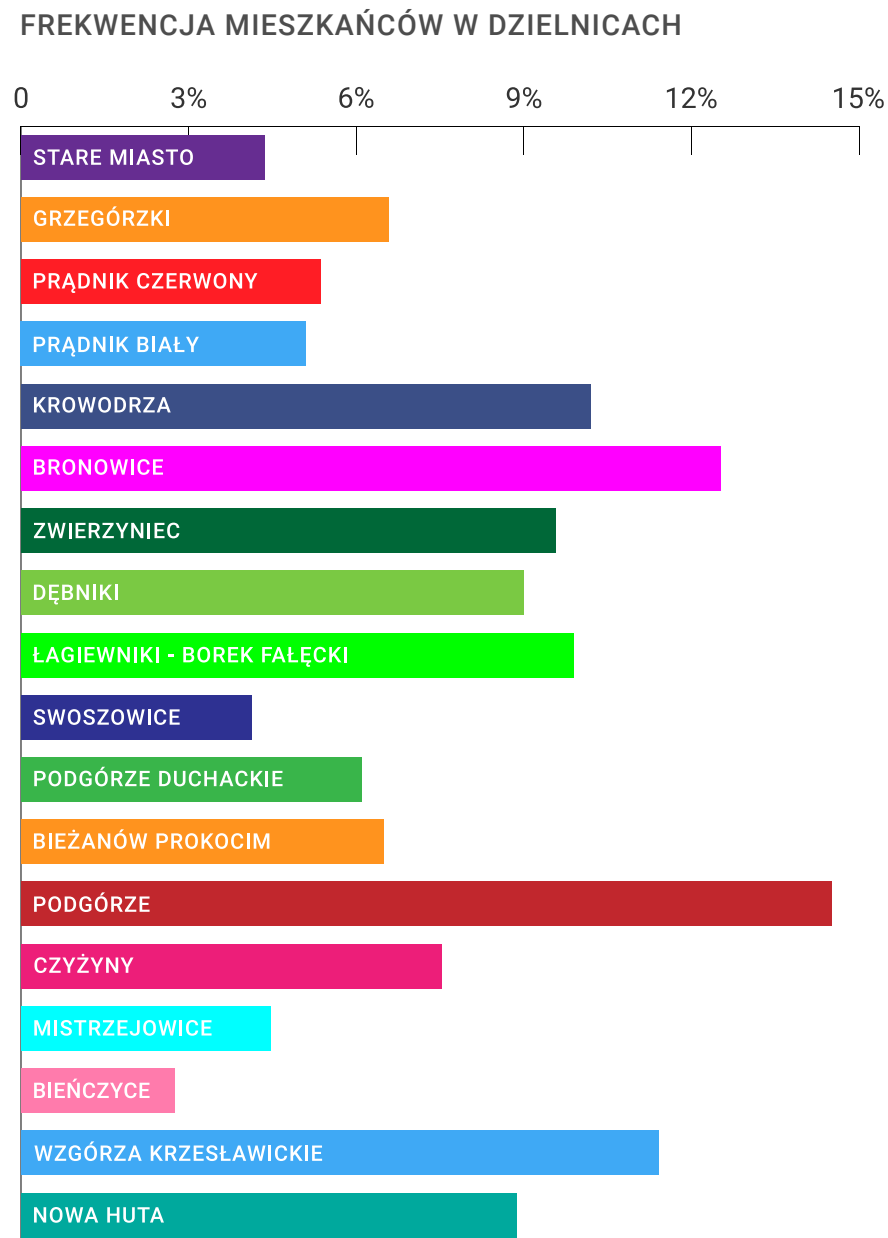 FREKWENCJA MIESZKAŃCÓW W DZIELNICACH
0 3% 6% 9% 12% 15%
STARE MIASTO
GRZEGÓRZKI
PRĄDNIK CZERWONY
PRĄDNIK BIAŁY
KROWODRZA
BRONOWICE
ZWIERZYNIEC
DĘBNIKI
ŁAGIEWNIKI - BOREK FAŁĘCKI
SWOSZOWICE
PODGÓRZE DUCHACKIE
BIEŻANÓW PROKOCIM
PODGÓRZE
CZYŻYNY
MISTRZEJOWICE
BIEŃCZYCE
WZGÓRZA KRZESŁAWICKIE
NOWA HUTA